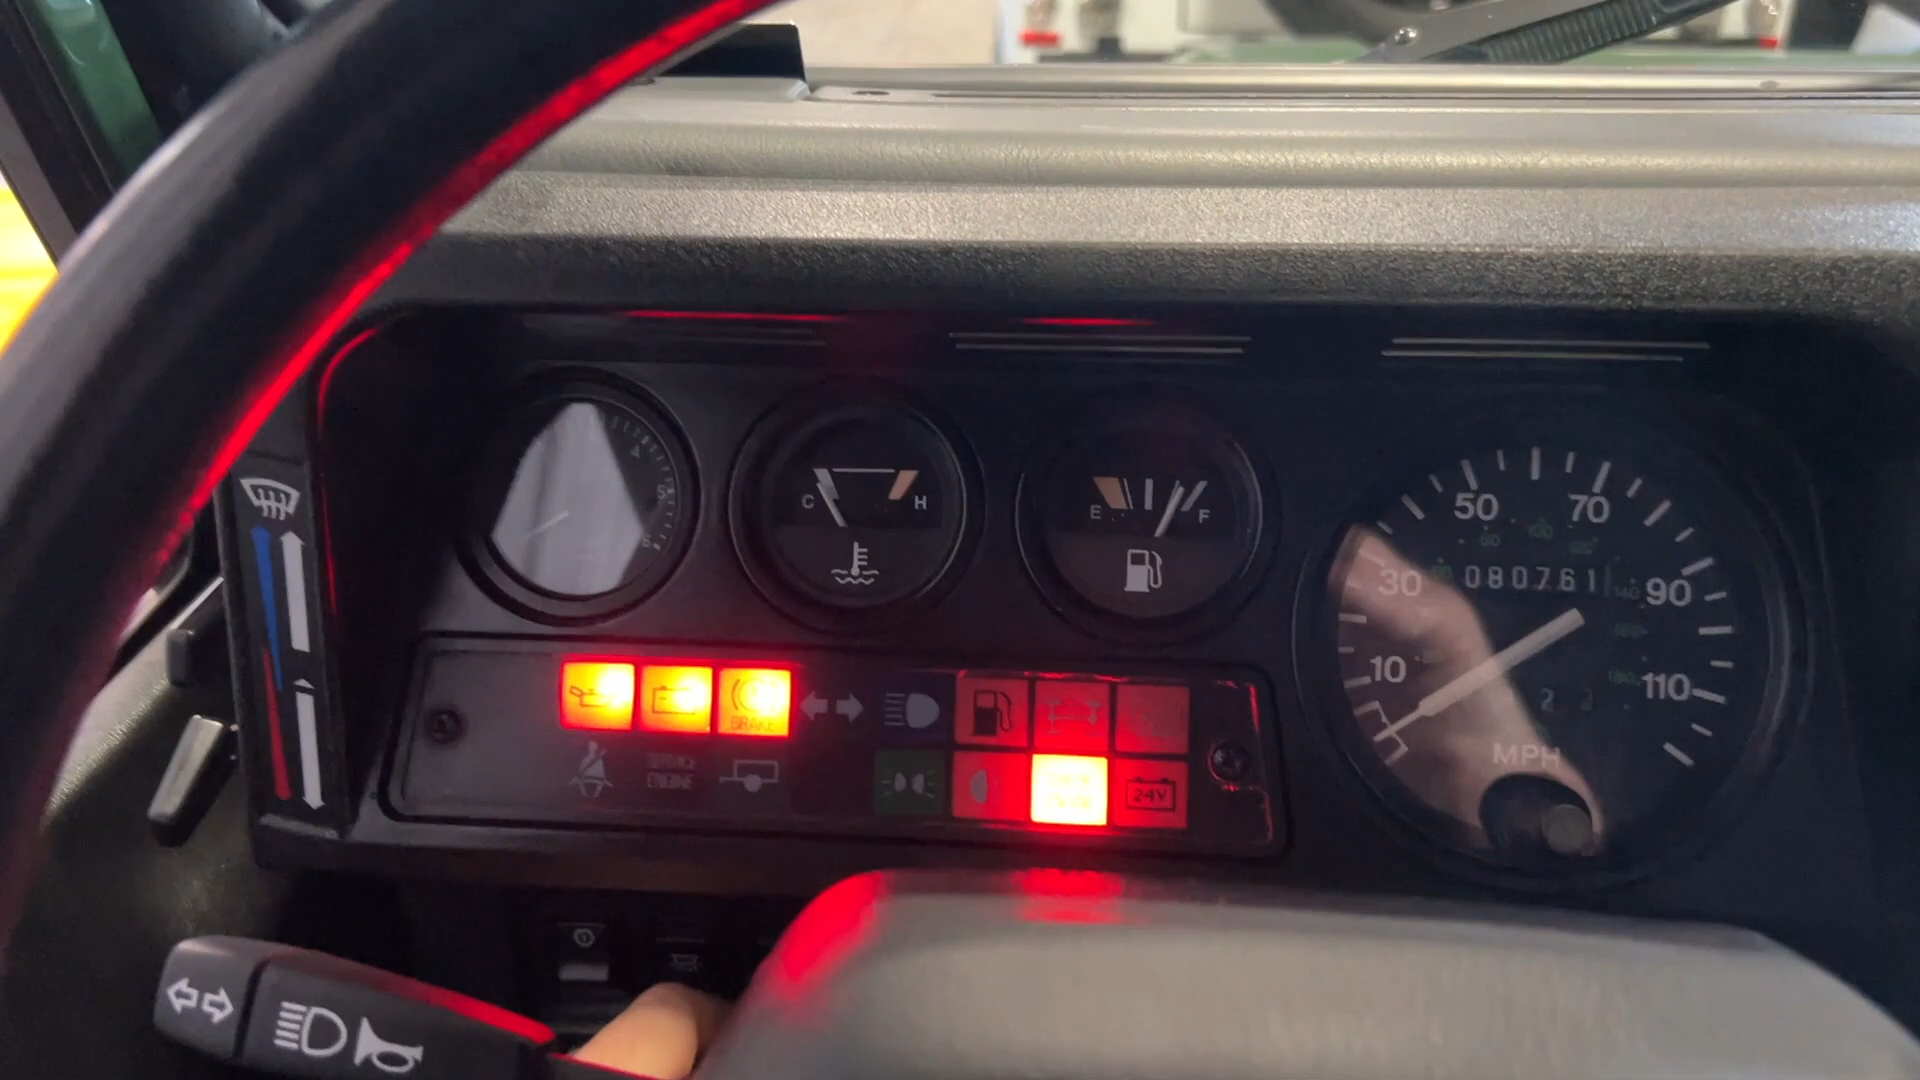 C H
E F
50 70
30 90
10 110
080761
MPH
BRAKE
SERVICE
ENGINE
24V